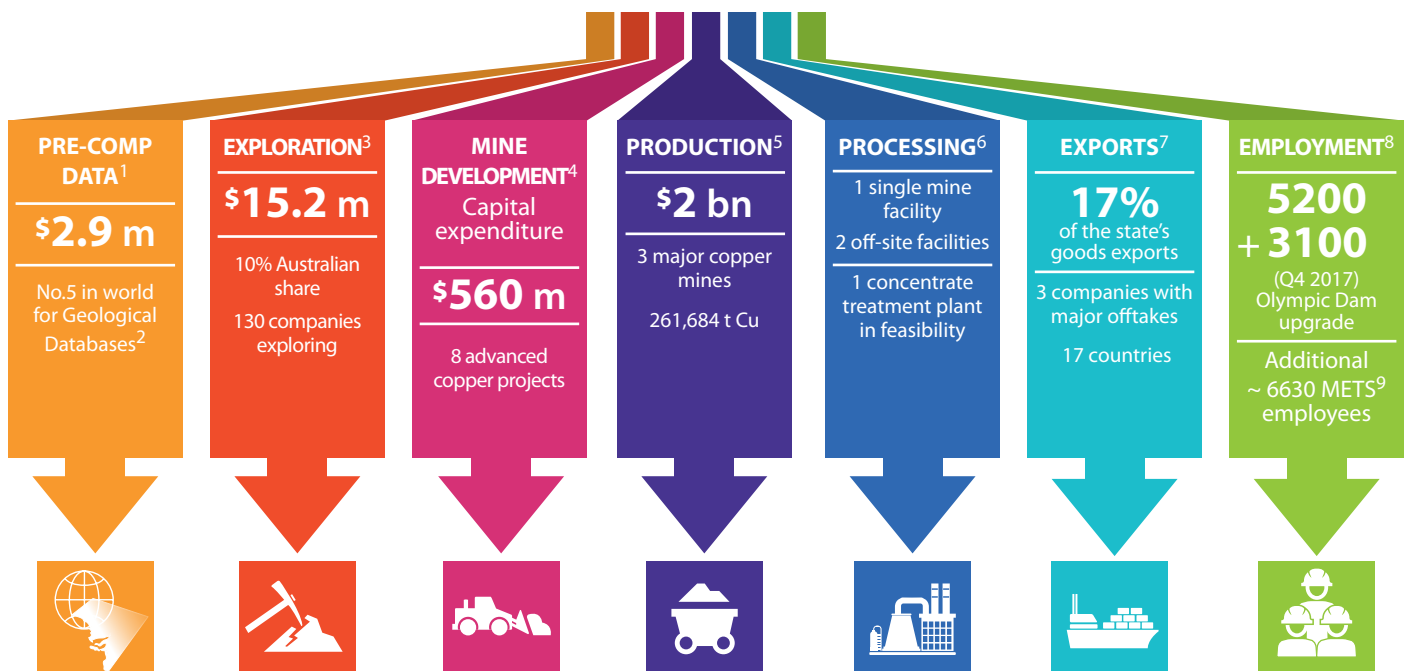 PRE-COMP
DATA1
$2.9 m
No.5 in world
for Geological
Databases2
EXPLORATION3
$15.2 m
10% Australian
share
130 companies
exploring
MINE
DEVELOPMENT4
Capital
expenditure
$560 m
8 advanced
copper projects
PRODUCTION5
$2 bn
3 major copper
mines
261,684 t Cu
PROCESSING6
1 single mine
facility
2 off-site facilities
1 concentrate
treatment plant
in feasibility
EXPORTS7
17%
of the state's
goods exports
3 companies with
major offtakes
17 countries
EMPLOYMENT8
5200
+ 3100
(Q4 2017)
Olympic Dam
upgrade
Additional
~ 6630 METS9
employees